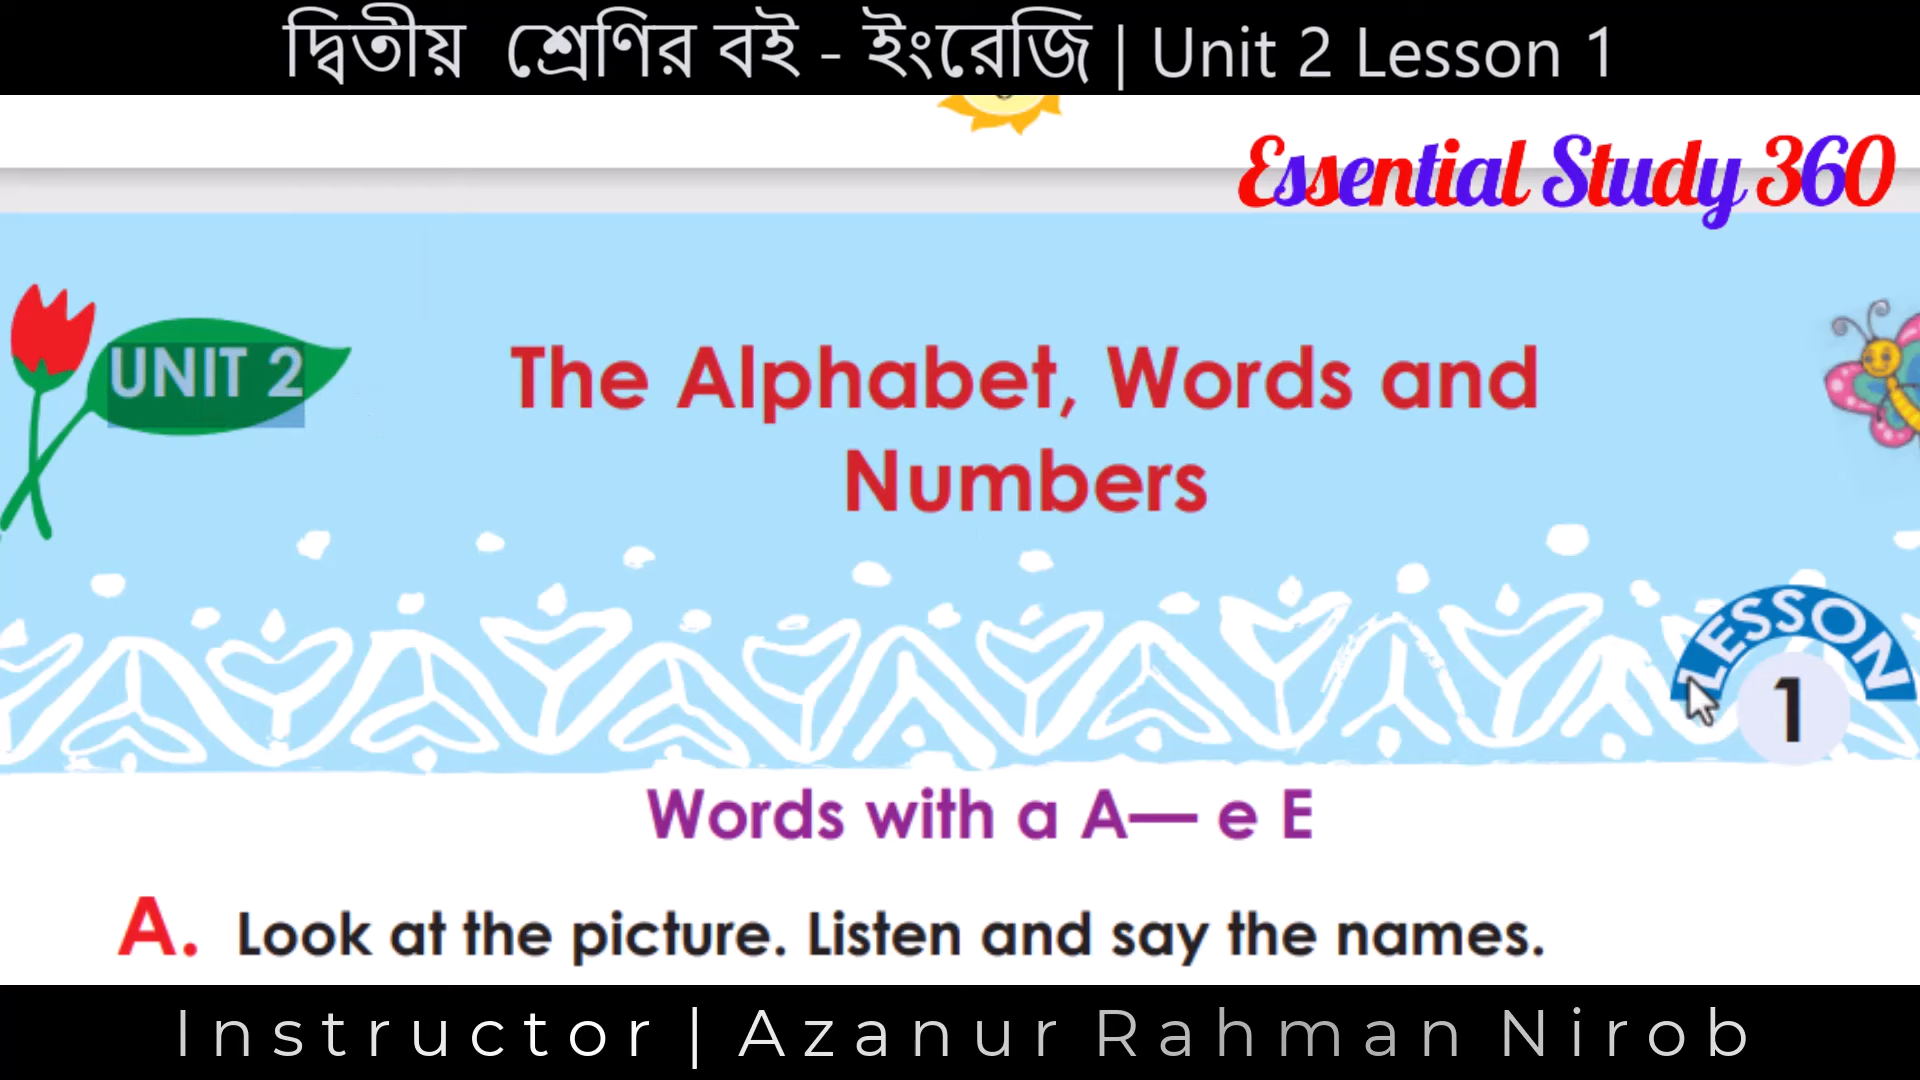 দ্বিতীয় শ্রেণির বই - ইংরেজি | Unit 2 Lesson 1
Essential Study 360
UNIT 2
The Alphabet, Words and
Numbers
LESSON
1
Words with a A— e E
A. Look at the picture. Listen and say the names.
Instructor | Azanur Rahman Nirob